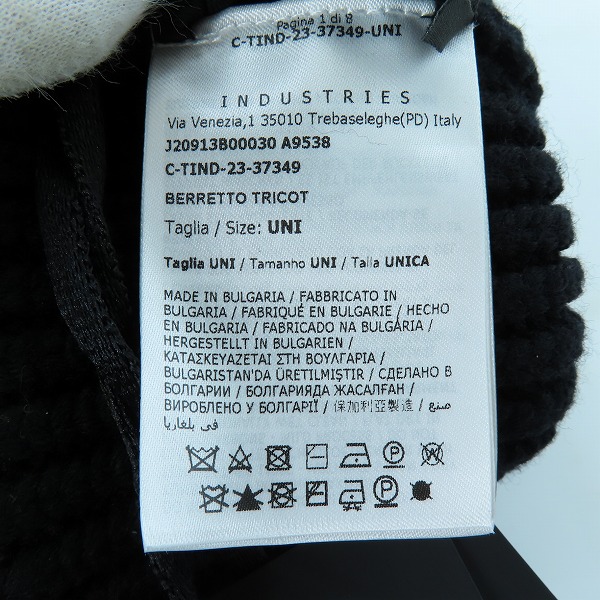 Pagina 1 di 8
C-TIND-23-37349-UNI
INDUSTRIES
Via Venezia,1 35010 Trebaseleghe(PD) Italy
J20913B00030 A9538
C-TIND-23-37349
BERRETTO TRICOT
Taglia / Size: UNI
Taglia UNI / Tamanho UNI / Talla UNICA
MADE IN BULGARIA / FABBRICATO IN
BULGARIA / FABRIQUÉ EN BULGARIE / HECHO
EN BULGARIA / FABRICADO NA BULGÁRIA /
HERGESTELLT IN BULGARIEN /
ΚΑΤΑΣΚΕΥΑΖΕΤΑΙ ΣΤΗ ΒΟΥΛΓΑΡΙΑ /
BULGARISTAN'DA ÜRETILMIŞTIR / СДЕЛАНО В
БОЛГАРИИ / БОЛГАРИЯДА ЖАСАЛҒАН /
ВИРОБЛЕНО У БОЛГАРІЇ / 保加利亞製造 / صنع
في بلغاريا